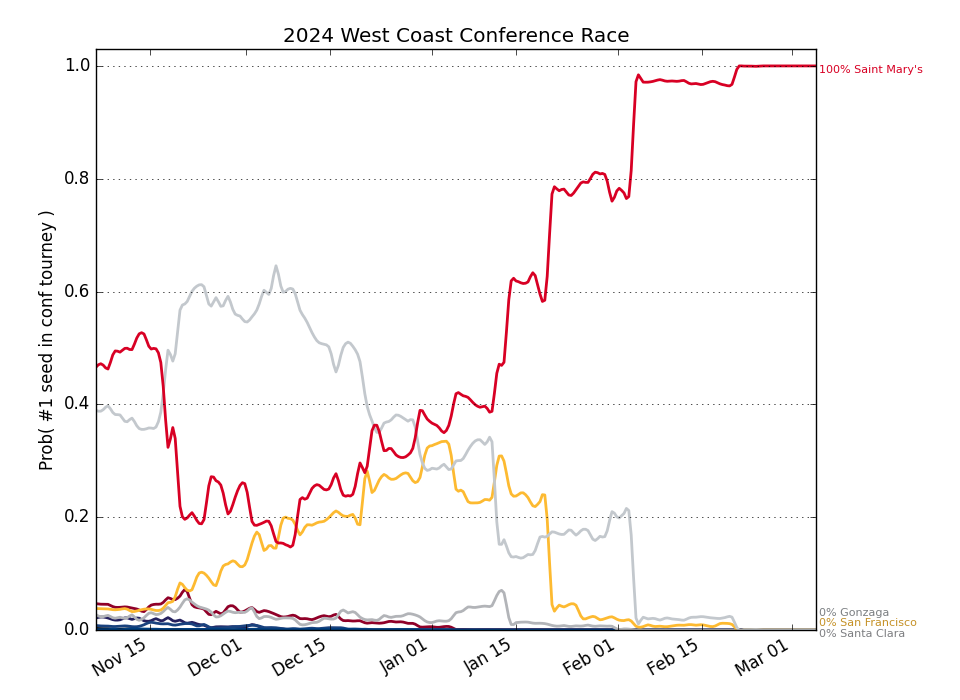 2024 West Coast Conference Race
Prob( #1 seed in conf tourney )
1.0
0.8
0.6
0.4
0.2
0.0
100% Saint Mary's
0% Gonzaga
0% San Francisco
0% Santa Clara
Nov 15
Dec 01
Dec 15
Jan 01
Jan 15
Feb 01
Feb 15
Mar 01